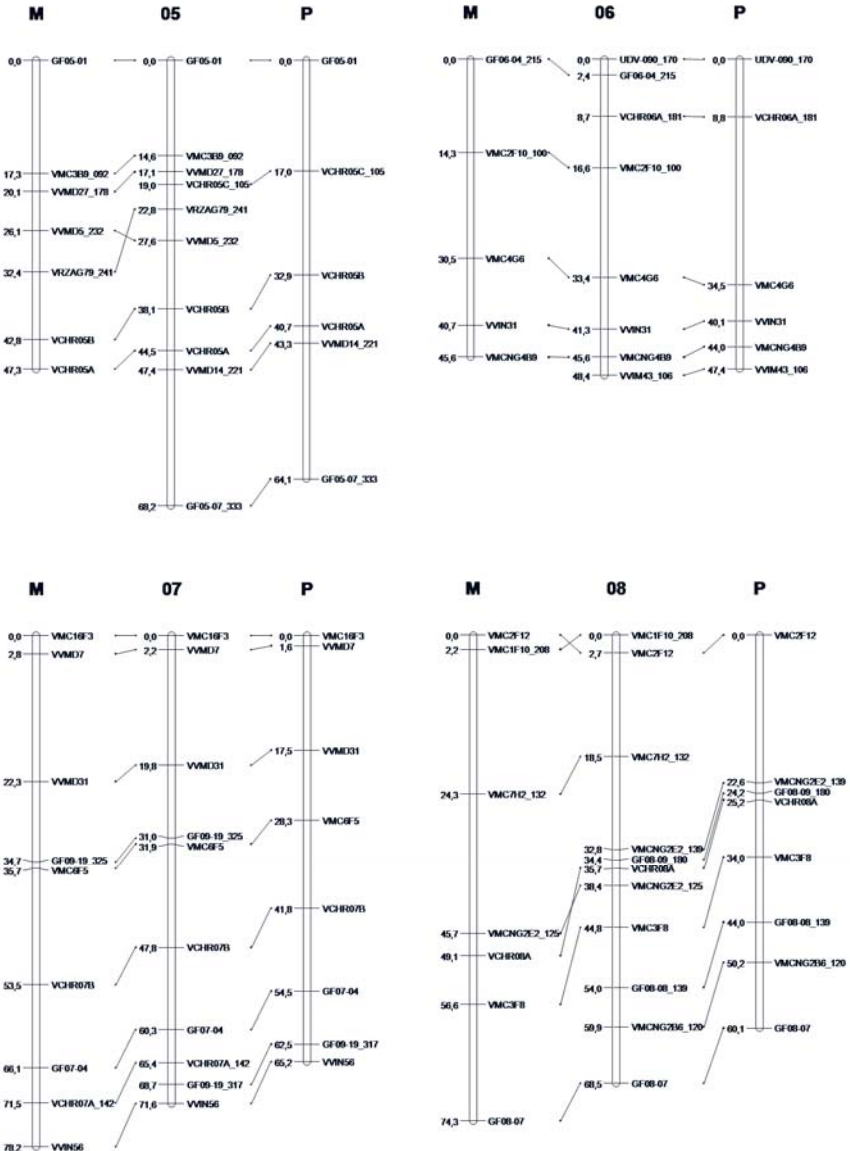 M 05 P
0,0 GF05-01
17,3 VMC3B9_092
20,1 VVMD27_178
26,1 VVMD5_232
32,4 VRZAG79_241
42,8 VCHR05B
47,3 VCHR05A
0,0 GF05-01
14,6 VMC3B9_092
17,1 VVMD27_178
19,0 VCHR05C_105
22,8 VRZAG79_241
27,6 VVMD5_232
38,1 VCHR05B
44,5 VCHR05A
47,4 VVMD14_221
68,2 GF05-07_333
0,0 GF05-01
17,0 VCHR05C_105
32,9 VCHR05B
40,7 VCHR05A
43,3 VVMD14_221
64,1 GF05-07_333
M 06 P
0,0 GF06-04_215
14,3 VMC2F10_100
30,5 VMC4G6
40,7 VVIN31
45,6 VMCNG4B9
0,0 UDV-090_170
2,4 GF06-04_215
8,7 VCHR06A_181
16,6 VMC2F10_100
33,4 VMC4G6
41,3 VVIN31
45,6 VMCNG4B9
48,4 VVIM43_106
0,0 UDV-090_170
8,8 VCHR06A_181
34,5 VMC4G6
40,1 VVIN31
44,0 VMCNG4B9
47,4 VVIM43_106
M 07 P
0,0 VMC16F3
2,8 VVMD7
22,3 VVMD31
34,7 GF09-19_325
35,7 VMC6F5
53,5 VCHR07B
66,1 GF07-04
71,5 VCHR07A_142
78,2 VVIN56
0,0 VMC16F3
2,2 VVMD7
19,8 VVMD31
31,0 GF09-19_325
31,9 VMC6F5
47,8 VCHR07B
60,3 GF07-04
65,4 VCHR07A_142
68,7 GF09-19_317
71,6 VVIN56
0,0 VMC16F3
1,6 VVMD7
17,5 VVMD31
28,3 VMC6F5
41,8 VCHR07B
54,5 GF07-04
62,5 GF09-19_317
65,2 VVIN56
M 08 P
0,0 VMC2F12
2,2 VMC1F10_208
24,3 VMC7H2_132
45,7 VMCNG2E2_125
49,1 VCHR08A
56,6 VMC3F8
74,3 GF08-07
0,0 VMC1F10_208
2,7 VMC2F12
18,5 VMC7H2_132
32,8 VMCNG2E2_139
34,4 GF08-09_180
35,7 VCHR08A
38,4 VMCNG2E2_125
44,8 VMC3F8
54,0 GF08-08_139
59,9 VMCNG2B6_120
68,5 GF08-07
0,0 VMC2F12
22,6 VMCNG2E2_139
24,2 GF08-09_180
25,2 VCHR08A
34,0 VMC3F8
44,0 GF08-08_139
50,2 VMCNG2B6_120
60,1 GF08-07